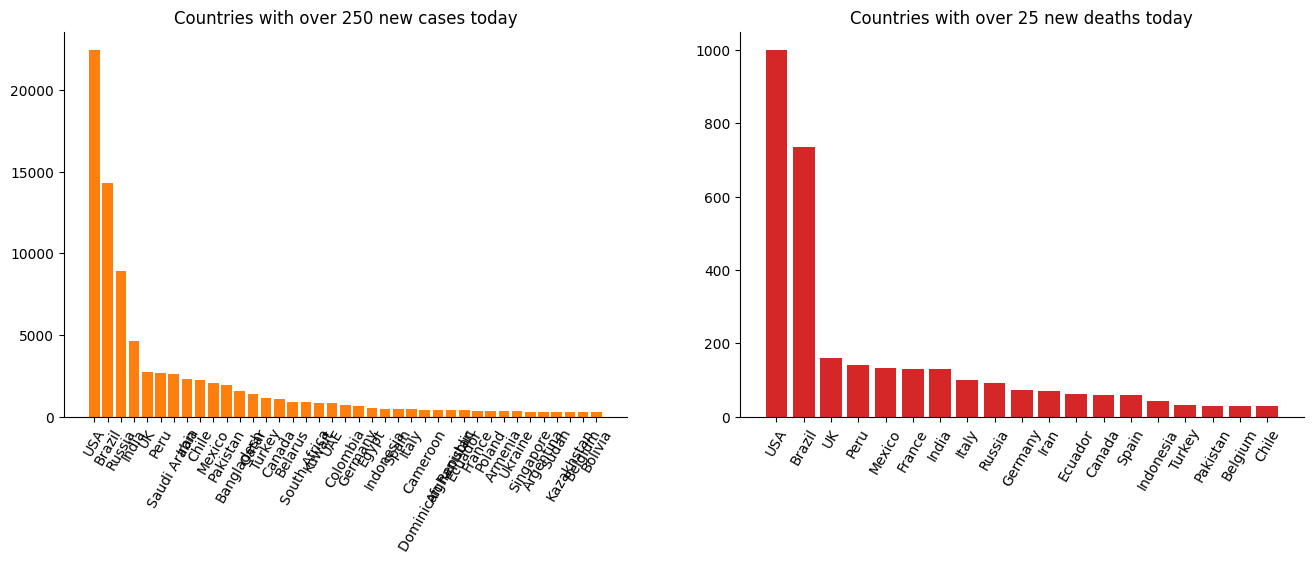 Countries with over 250 new cases today
20000
15000
10000
5000
0
USA
Brazil
Russia
India
UK
Peru
Saudi Arabia
Iran
Chile
Mexico
Pakistan
Bangladesh
Qatar
Turkey
Canada
Belarus
South Africa
Kuwait
UAE
Colombia
Germany
Egypt
Indonesia
Spain
Italy
Cameroon
Dominican Republic
Afghanistan
Ecuador
France
Poland
Armenia
Ukraine
Singapore
Argentina
Sudan
Kazakhstan
Belgium
Bolivia
Countries with over 25 new deaths today
1000
800
600
400
200
0
USA
Brazil
UK
Peru
Mexico
France
India
Italy
Russia
Germany
Iran
Ecuador
Canada
Spain
Indonesia
Turkey
Pakistan
Belgium
Chile